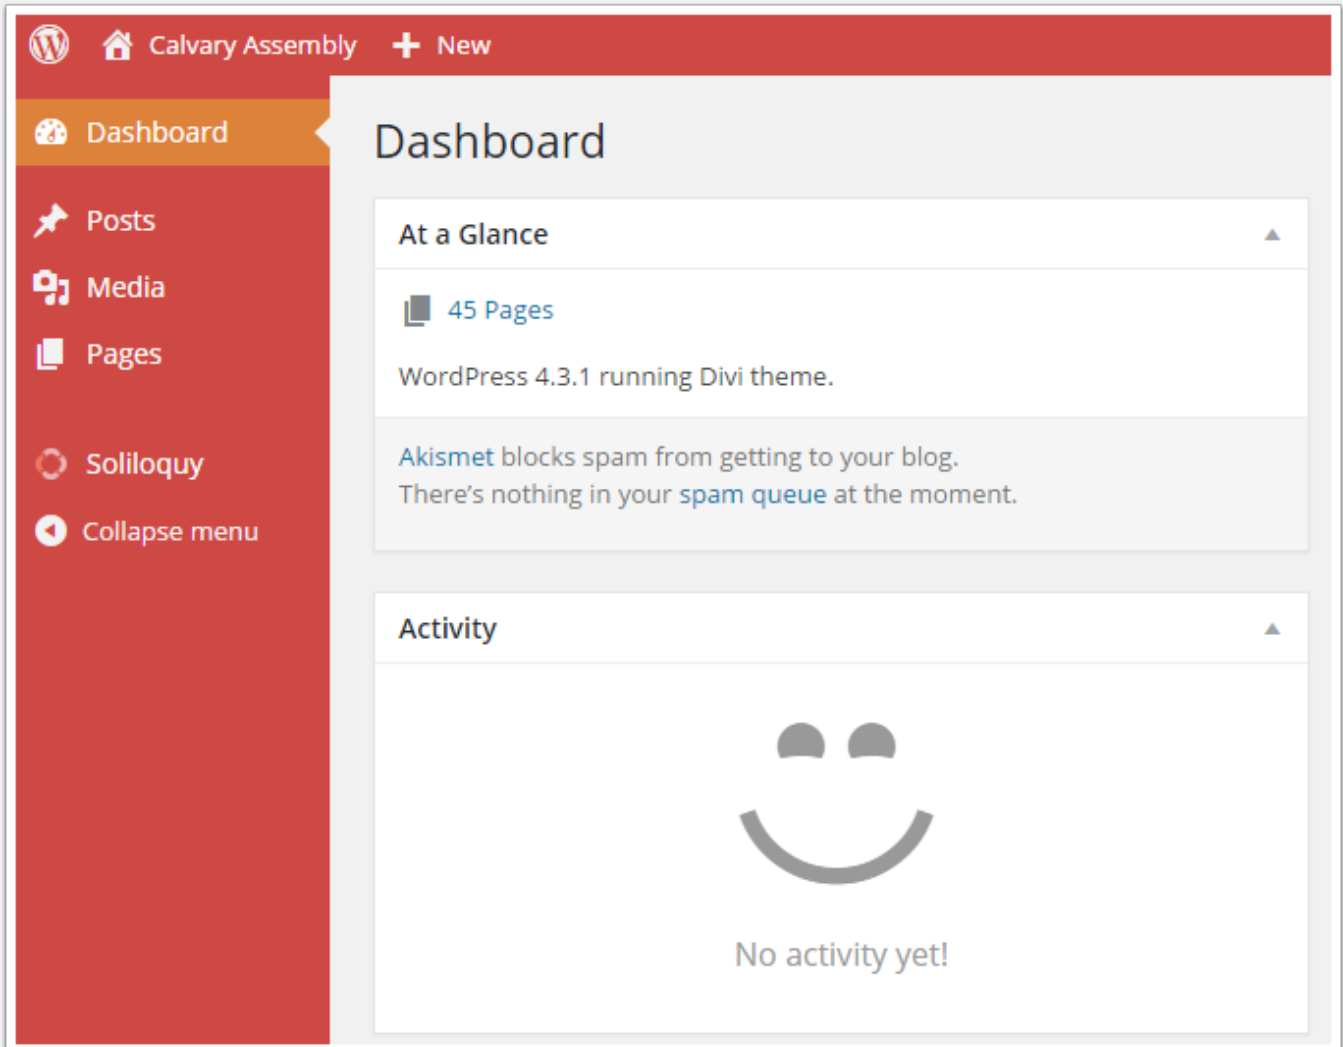 Calvary Assembly
New
Dashboard
Posts
Media
Pages
Soliloquy
Collapse menu
Dashboard
At a Glance
45 Pages
WordPress 4.3.1 running Divi theme.
Akismet blocks spam from getting to your blog.
There’s nothing in your spam queue at the moment.
Activity
No activity yet!